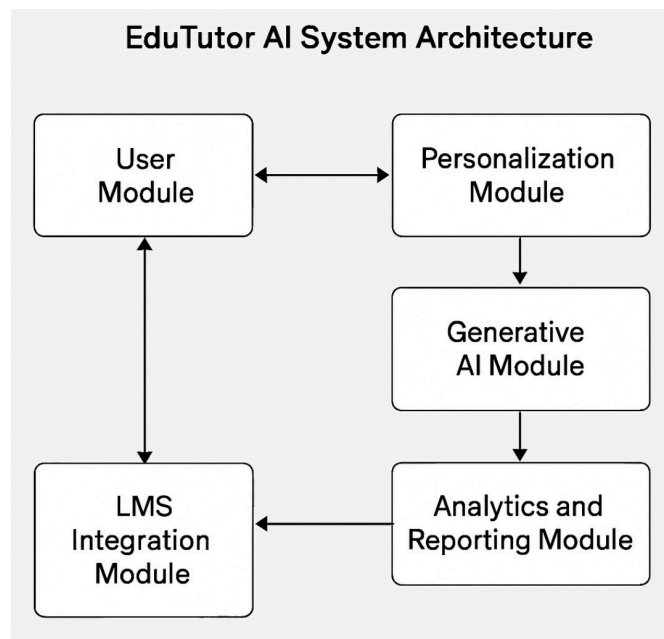 EduTutor AI System Architecture
User
Module
Personalization
Module
Generative
AI Module
LMS
Integration
Module
Analytics and
Reporting Module